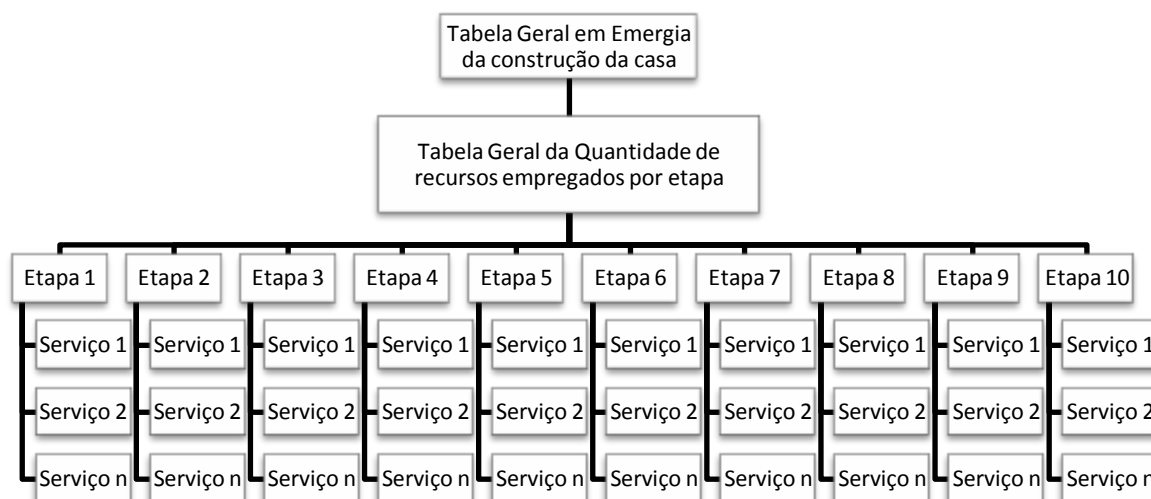 Tabela Geral em Emergia
da construção da casa
Tabela Geral da Quantidade de
recursos empregados por etapa
Etapa 1
Etapa 2
Etapa 3
Etapa 4
Etapa 5
Etapa 6
Etapa 7
Etapa 8
Etapa 9
Etapa 10
Serviço 1
Serviço 1
Serviço 1
Serviço 1
Serviço 1
Serviço 1
Serviço 1
Serviço 1
Serviço 1
Serviço 1
Serviço 2
Serviço 2
Serviço 2
Serviço 2
Serviço 2
Serviço 2
Serviço 2
Serviço 2
Serviço 2
Serviço 2
Serviço n
Serviço n
Serviço n
Serviço n
Serviço n
Serviço n
Serviço n
Serviço n
Serviço n
Serviço n